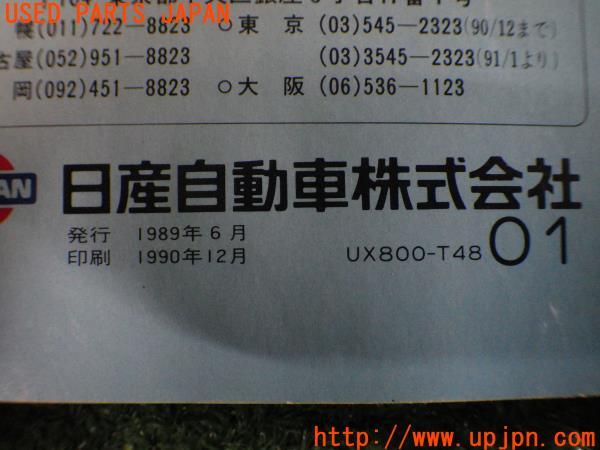 USED PARTS JAPAN
(011)722-8823 ○東 京 (03)545-2323(90/12まで)
古屋(052)951-8823 (03)3545-2323(91/1より)
岡(092)451-8823 ○大 阪(06)536-1123
日産自動車株式会社
発行 1989年6月
印刷 1990年12月
UX800-T48 01
UPJ
http://www.upjpn.com/